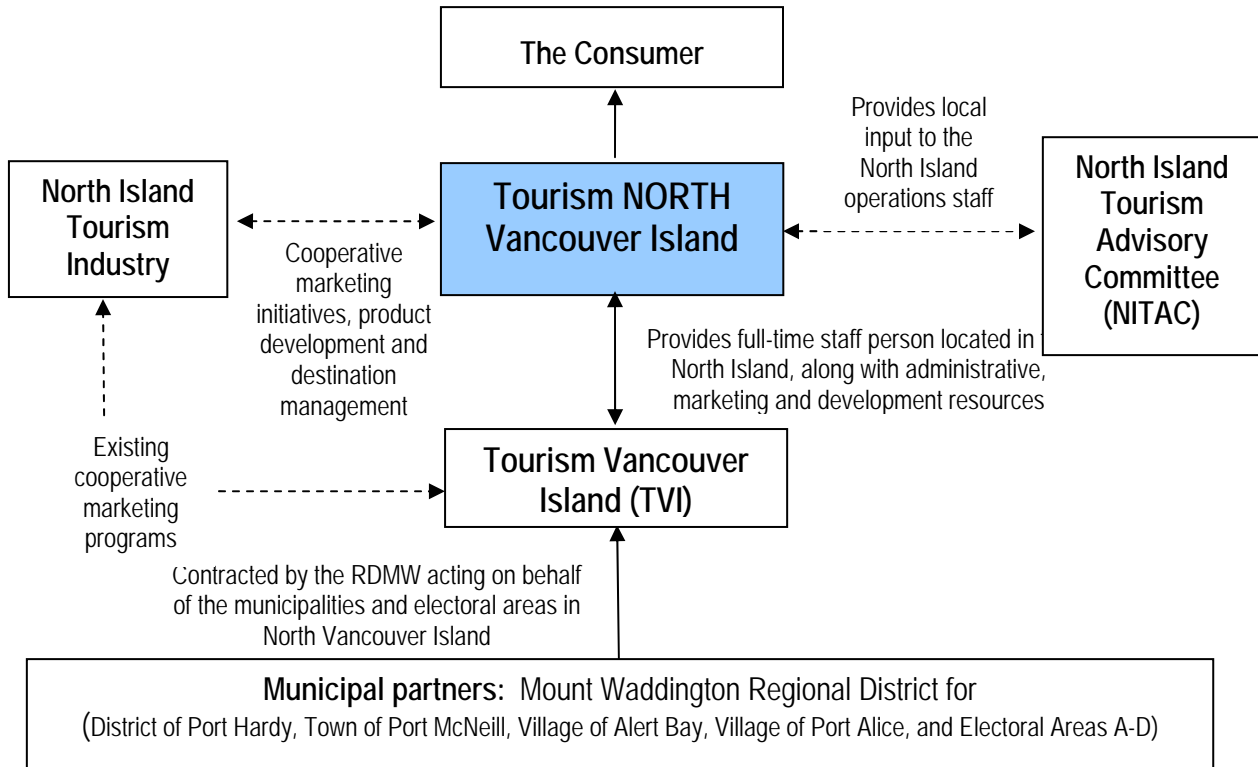 The Consumer
Provides local
input to the
North Island
operations staff
North Island
Tourism
Industry
Tourism NORTH
Vancouver Island
North Island
Tourism
Advisory
Committee
(NITAC)
Cooperative
marketing
initiatives, product
development and
destination
management
Provides full-time staff person located in
North Island, along with administrative,
marketing and development resources
Existing
cooperative
marketing
programs
Tourism Vancouver
Island (TVI)
Contracted by the RDMW acting on behalf
of the municipalities and electoral areas in
North Vancouver Island
Municipal partners: Mount Waddington Regional District for
(District of Port Hardy, Town of Port McNeill, Village of Alert Bay, Village of Port Alice, and Electoral Areas A-D)